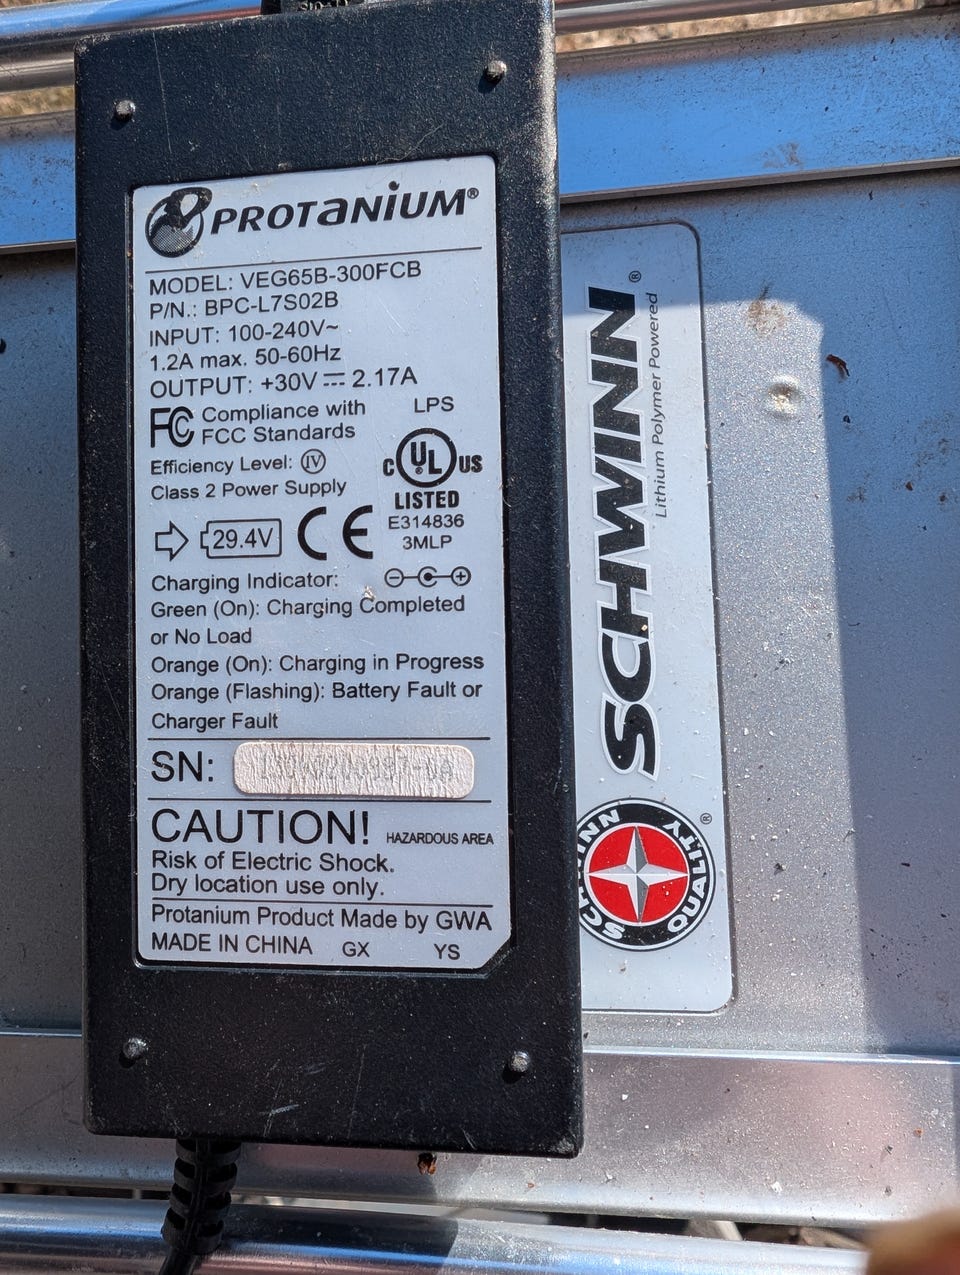 PROTANIUM®
MODEL: VEG65B-300FCB
P/N.: BPC-L7S02B
INPUT: 100-240V~
1.2A max. 50-60Hz
OUTPUT: +30V⎓2.17A
FC Compliance with
FCC Standards
LPS
Efficiency Level: IV
Class 2 Power Supply
c UL ® US
LISTED
E314836
3MLP
29.4V CE
Charging Indicator:
Green (On): Charging Completed
or No Load
Orange (On): Charging in Progress
Orange (Flashing): Battery Fault or
Charger Fault
SN:
CAUTION! HAZARDOUS AREA
Risk of Electric Shock.
Dry location use only.
Protanium Product Made by GWA
MADE IN CHINA GX YS
SCHWINN®
Lithium Polymer Powered
SCHWINN QUALITY ®